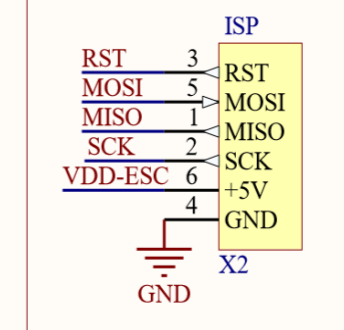 ISP
RST 3 RST
MOSI 5 MOSI
MISO 1 MISO
SCK 2 SCK
VDD-ESC 6 +5V
4 GND
X2
GND